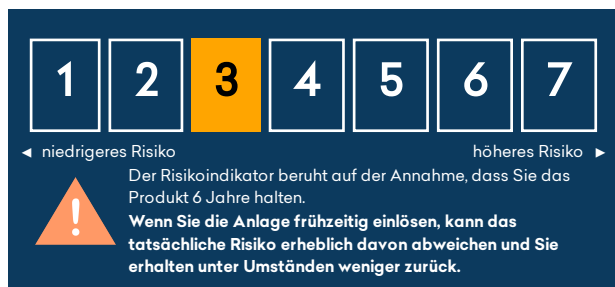 1 2 3 4 5 6 7
◄ niedrigeres Risiko höheres Risiko ►
Der Risikoindikator beruht auf der Annahme, dass Sie das
Produkt 6 Jahre halten.
Wenn Sie die Anlage frühzeitig einlösen, kann das
tatsächliche Risiko erheblich davon abweichen und Sie
erhalten unter Umständen weniger zurück.
!